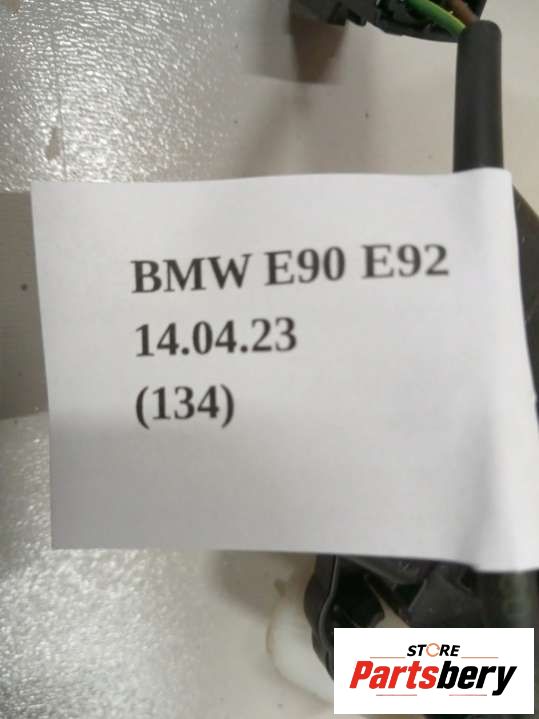 BMW E90 E92
14.04.23
(134)
STORE
Partsbery